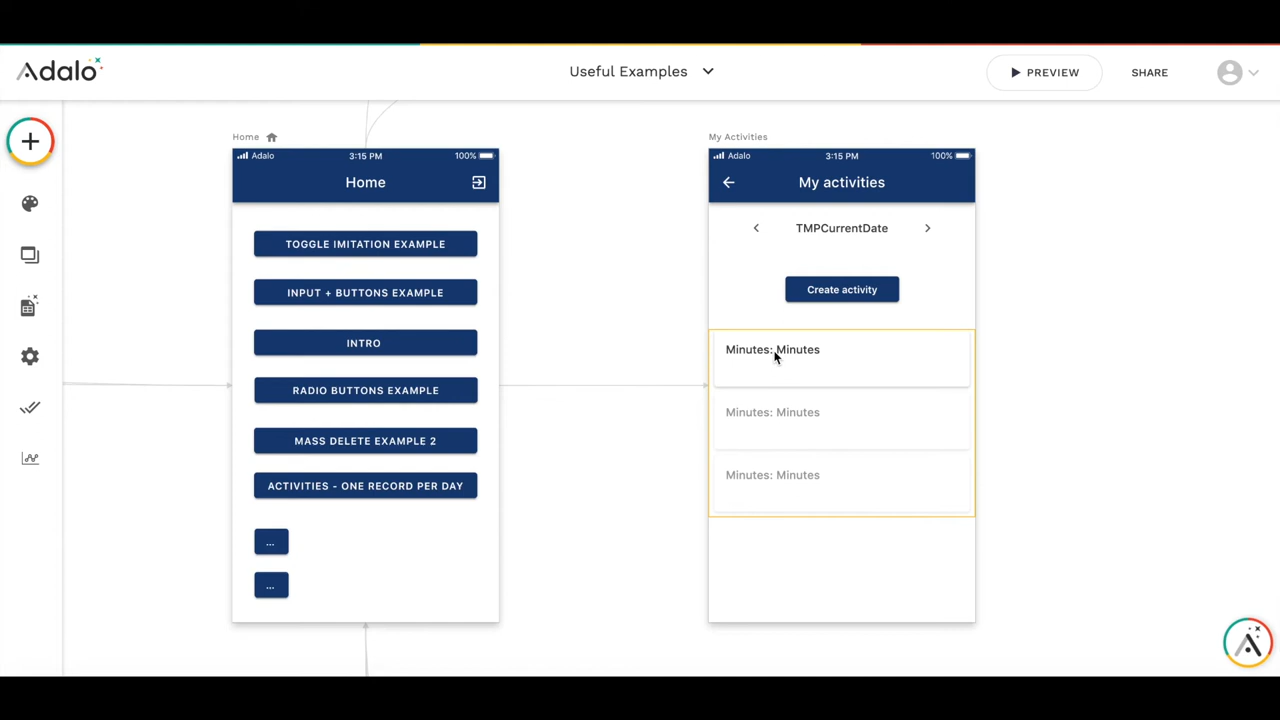 Adalo
Useful Examples
PREVIEW
SHARE
Home
Adalo 3:15 PM 100%
Home
TOGGLE IMITATION EXAMPLE
INPUT + BUTTONS EXAMPLE
INTRO
RADIO BUTTONS EXAMPLE
MASS DELETE EXAMPLE 2
ACTIVITIES - ONE RECORD PER DAY
...
...
My Activities
Adalo 3:15 PM 100%
My activities
TMPCurrentDate
Create activity
Minutes: Minutes
Minutes: Minutes
Minutes: Minutes